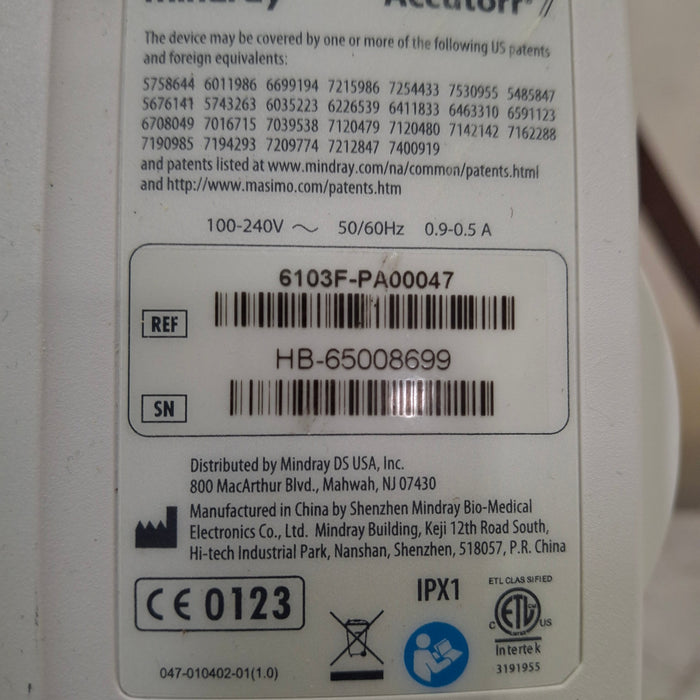 mindray Accutorr® 7
The device may be covered by one or more of the following US patents
and foreign equivalents:
5758644 6011986 6699194 7215986 7254433 7530955 5485847
5676141 5743263 6035223 6226539 6411833 6463310 6591123
6708049 7016715 7039538 7120479 7120480 7142142 7162288
7190985 7194293 7209774 7212847 7400919
and patents listed at www.mindray.com/na/common/patents.html
and http://www.masimo.com/patents.htm
100-240V ~ 50/60Hz 0.9-0.5 A
6103F-PA00047
REF
HB-65008699
SN
Distributed by Mindray DS USA, Inc.
800 MacArthur Blvd., Mahwah, NJ 07430
Manufactured in China by Shenzhen Mindray Bio-Medical
Electronics Co., Ltd. Mindray Building, Keji 12th Road South,
Hi-tech Industrial Park, Nanshan, Shenzhen, 518057, P.R. China
CE 0123
IPX1
ETL CLASSIFIED
ETL
C US
Intertek
3191955
047-010402-01(1.0)